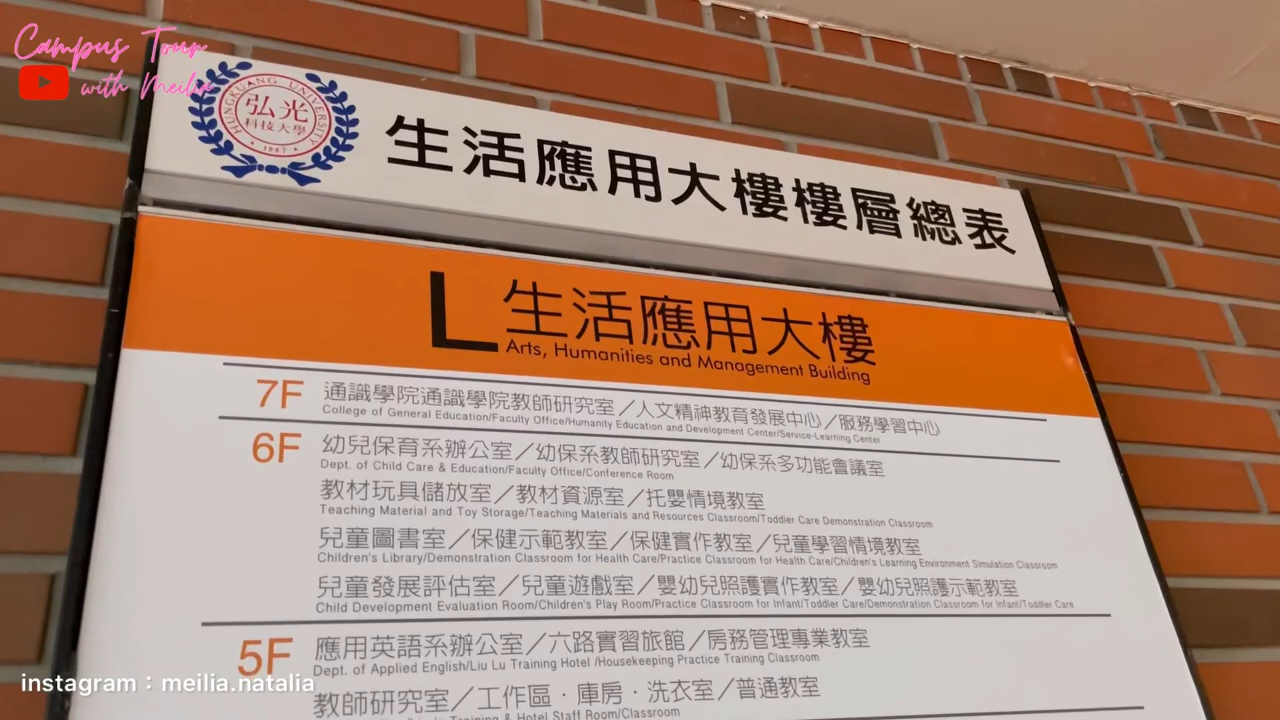 Campus Tour
with Meilia
HUNGKUANG UNIVERSITY
弘光
科技大學
1967
生活應用大樓樓層總表
L 生活應用大樓
Arts, Humanities and Management Building
7F 通識學院通識學院教師研究室／人文精神教育發展中心／服務學習中心
College of General Education/Faculty Office/Humanity Education and Development Center/Service-Learning Center
6F 幼兒保育系辦公室／幼保系教師研究室／幼保系多功能會議室
Dept. of Child Care & Education/Faculty Office/Conference Room
教材玩具儲放室／教材資源室／托嬰情境教室
Teaching Material and Toy Storage/Teaching Materials and Resources Classroom/Toddler Care Demonstration Classroom
兒童圖書室／保健示範教室／保健實作教室／兒童學習情境教室
Children's Library/Demonstration Classroom for Health Care/Practice Classroom for Health Care/Children's Learning Environment Simulation Classroom
兒童發展評估室／兒童遊戲室／嬰幼兒照護實作教室／嬰幼兒照護示範教室
Child Development Evaluation Room/Children's Play Room/Practice Classroom for Infant/Toddler Care/Demonstration Classroom for Infant/Toddler Care
5F 應用英語系辦公室／六路實習旅館／房務管理專業教室
Dept. of Applied English/Liu Lu Training Hotel /Housekeeping Practice Training Classroom
教師研究室／工作區．庫房．洗衣室／普通教室
Training & Hotel Staff Room/Classroom
instagram：meilia.natalia